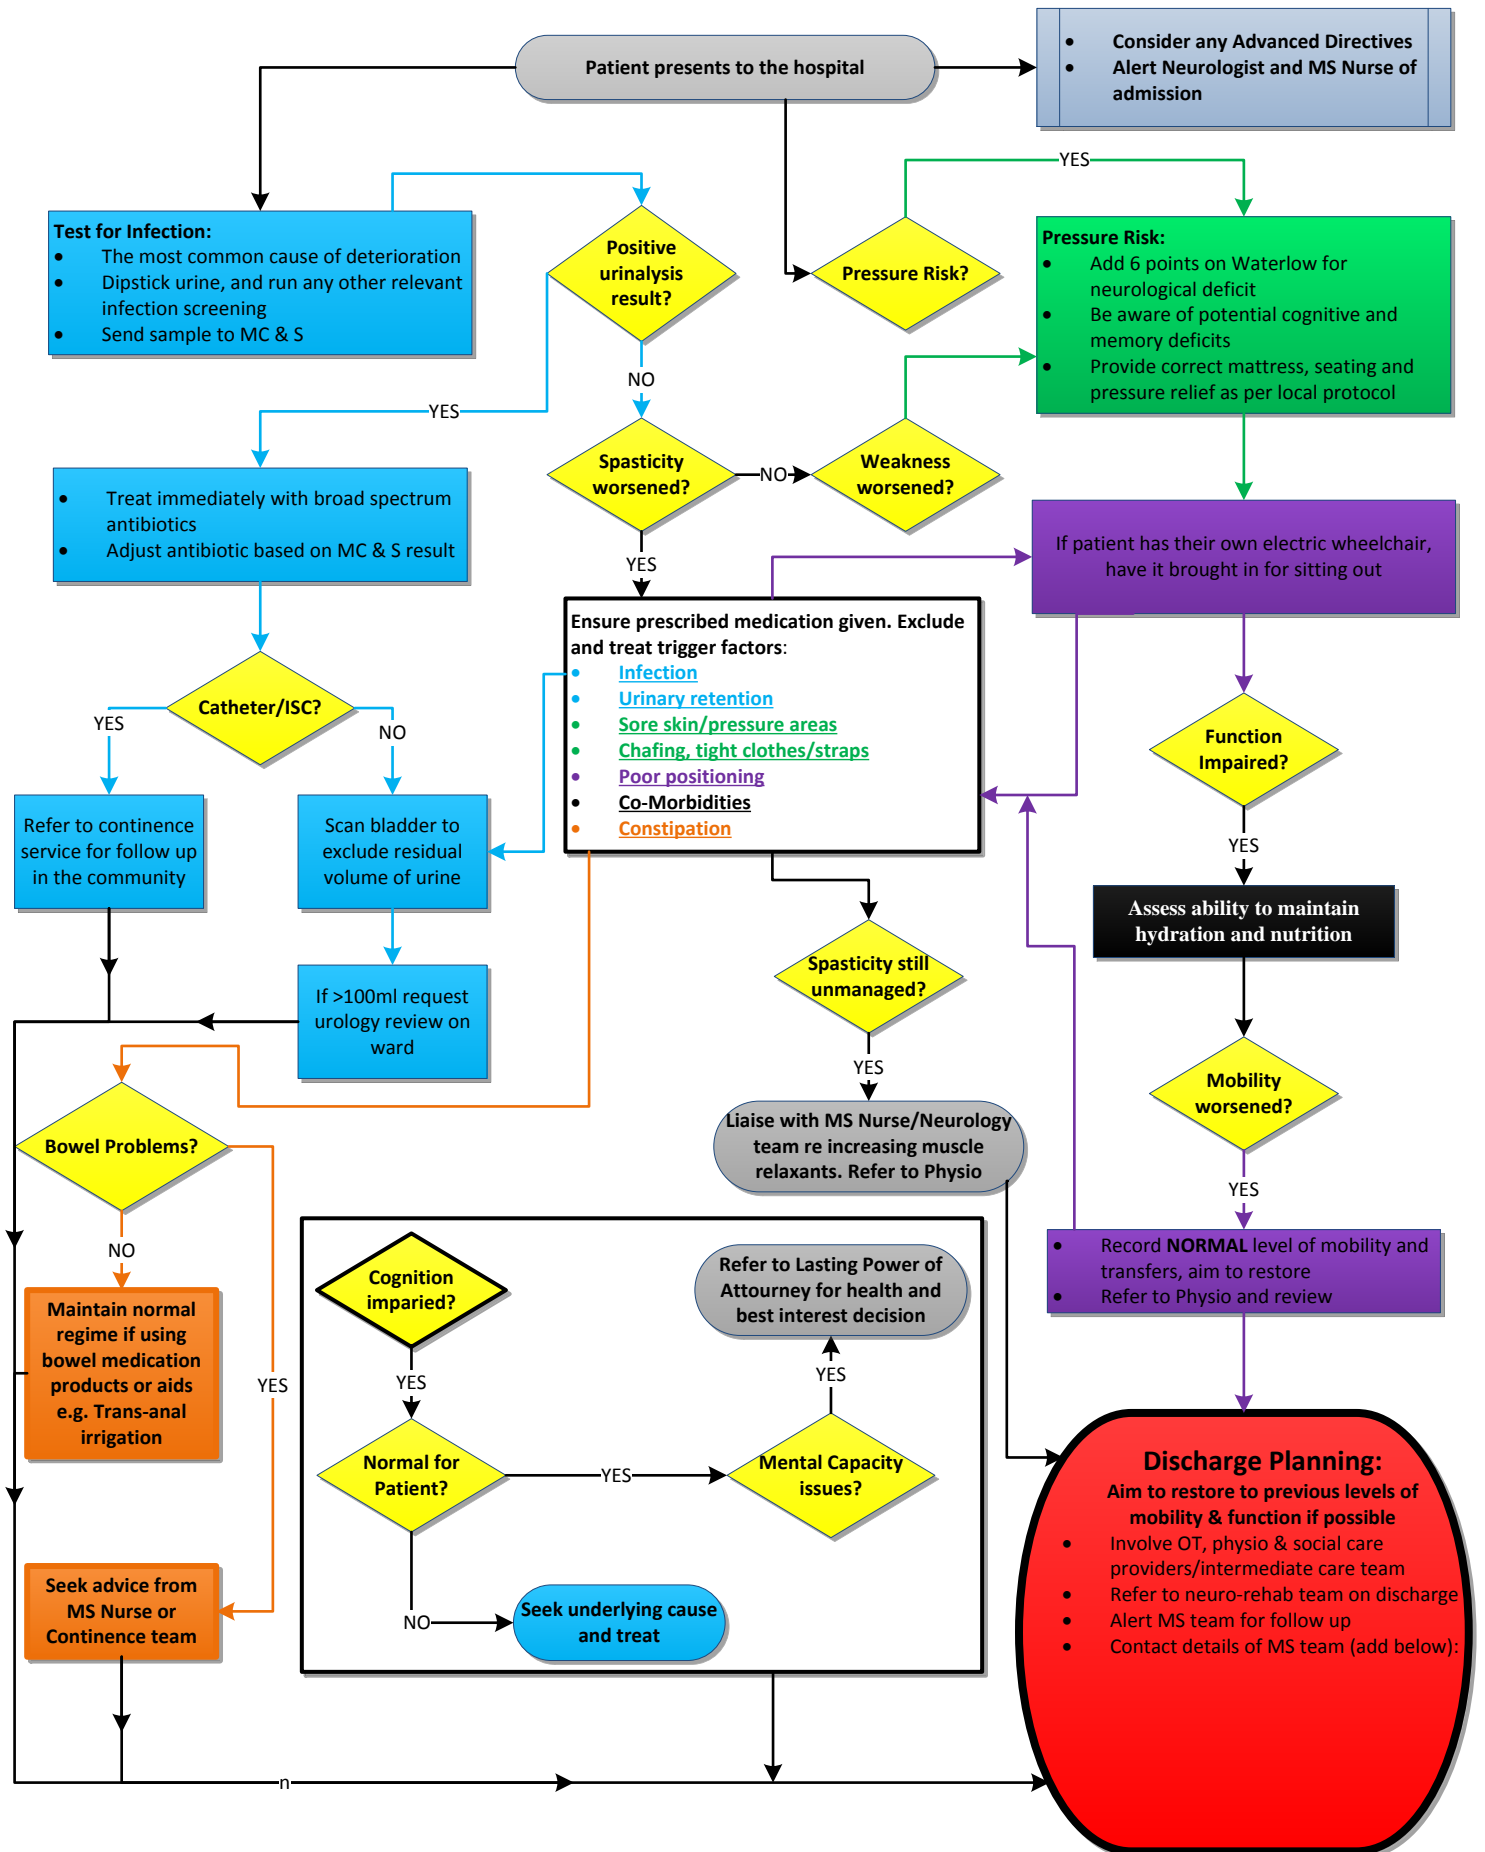 Patient presents to the hospital
• Consider any Advanced Directives
• Alert Neurologist and MS Nurse of
admission
YES
Test for Infection:
• The most common cause of deterioration
• Dipstick urine, and run any other relevant
infection screening
• Send sample to MC & S
Positive
urinalysis
result?
Pressure Risk?
Pressure Risk:
• Add 6 points on Waterlow for
neurological deficit
• Be aware of potential cognitive and
memory deficits
• Provide correct mattress, seating and
pressure relief as per local protocol
NO
YES
Spasticity
worsened?
NO
Weakness
worsened?
• Treat immediately with broad spectrum
antibiotics
• Adjust antibiotic based on MC & S result
YES
If patient has their own electric wheelchair,
have it brought in for sitting out
Ensure prescribed medication given. Exclude
and treat trigger factors:
• Infection
• Urinary retention
• Sore skin/pressure areas
• Chafing, tight clothes/straps
• Poor positioning
• Co-Morbidities
• Constipation
Catheter/ISC?
YES
NO
Function
Impaired?
YES
Refer to continence
service for follow up
in the community
Scan bladder to
exclude residual
volume of urine
Assess ability to maintain
hydration and nutrition
Spasticity still
unmanaged?
If >100ml request
urology review on
ward
YES
Mobility
worsened?
Liaise with MS Nurse/Neurology
team re increasing muscle
relaxants. Refer to Physio
Bowel Problems?
YES
NO
• Record NORMAL level of mobility and
transfers, aim to restore
• Refer to Physio and review
Cognition
imparied?
Refer to Lasting Power of
Attourney for health and
best interest decision
Maintain normal
regime if using
bowel medication
products or aids
e.g. Trans-anal
irrigation
YES
YES
YES
Normal for
Patient?
YES
Mental Capacity
issues?
Discharge Planning:
Aim to restore to previous levels of
mobility & function if possible
• Involve OT, physio & social care
providers/intermediate care team
• Refer to neuro-rehab team on discharge
• Alert MS team for follow up
• Contact details of MS team (add below):
Seek advice from
MS Nurse or
Continence team
NO
Seek underlying cause
and treat
n